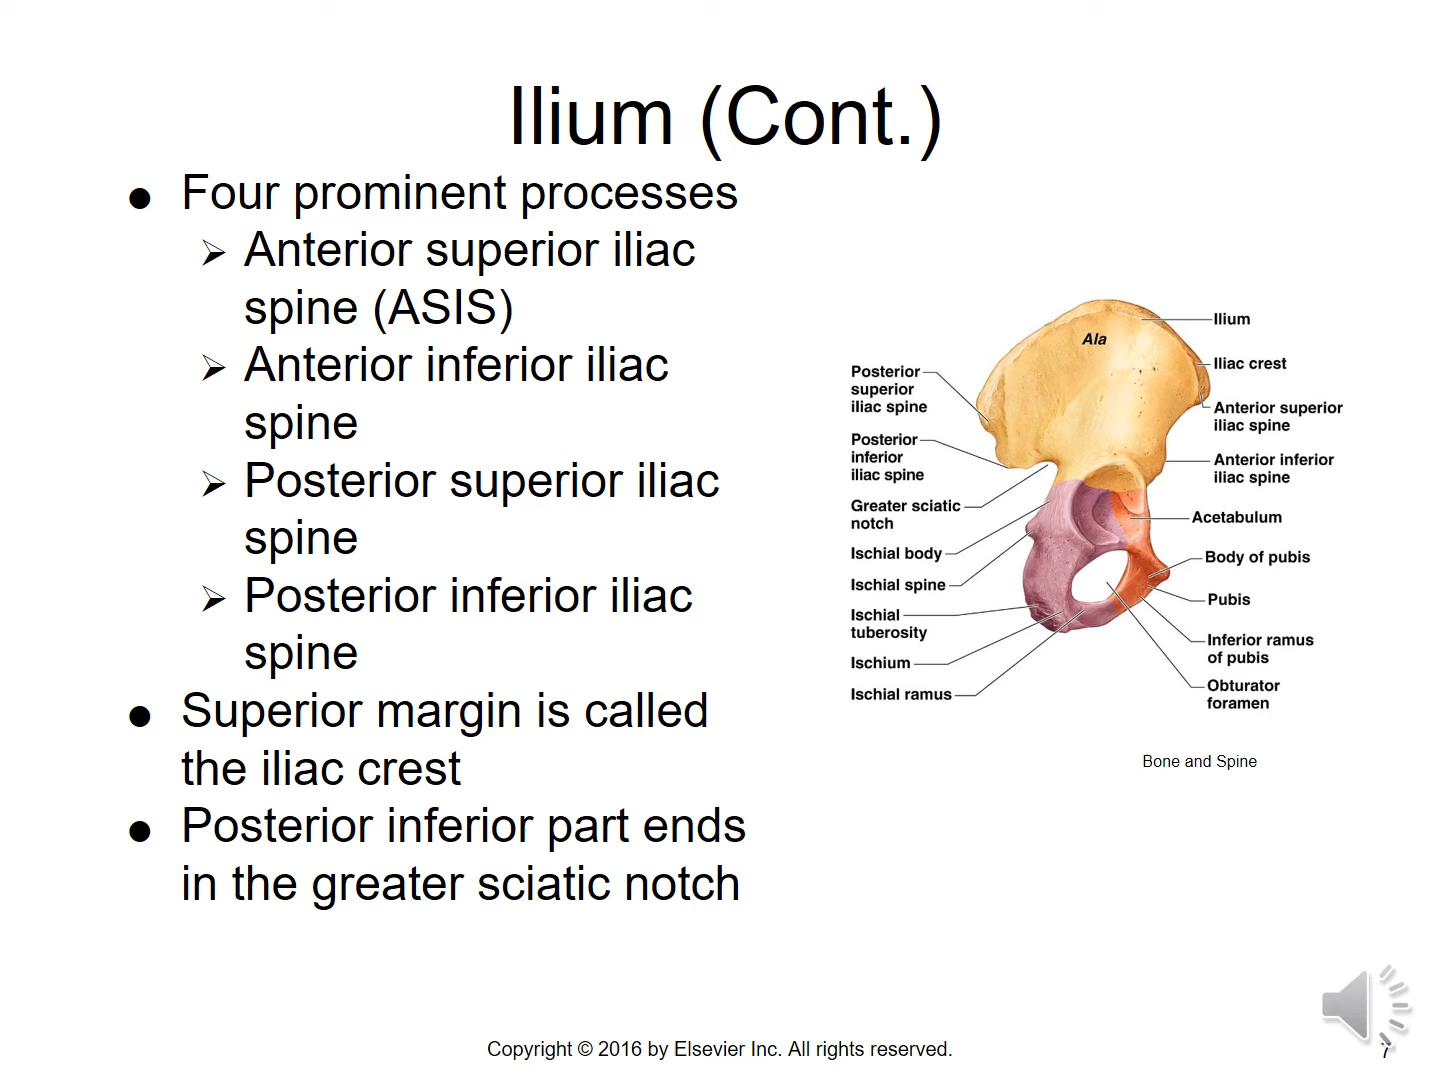 Ilium (Cont.)
● Four prominent processes
➢ Anterior superior iliac
spine (ASIS)
➢ Anterior inferior iliac
spine
➢ Posterior superior iliac
spine
➢ Posterior inferior iliac
spine
● Superior margin is called
the iliac crest
● Posterior inferior part ends
in the greater sciatic notch
Ala
Posterior
superior
iliac spine
Posterior
inferior
iliac spine
Greater sciatic
notch
Ischial body
Ischial spine
Ischial
tuberosity
Ischium
Ischial ramus
Ilium
Iliac crest
Anterior superior
iliac spine
Anterior inferior
iliac spine
Acetabulum
Body of pubis
Pubis
Inferior ramus
of pubis
Obturator
foramen
Bone and Spine
Copyright © 2016 by Elsevier Inc. All rights reserved.
7